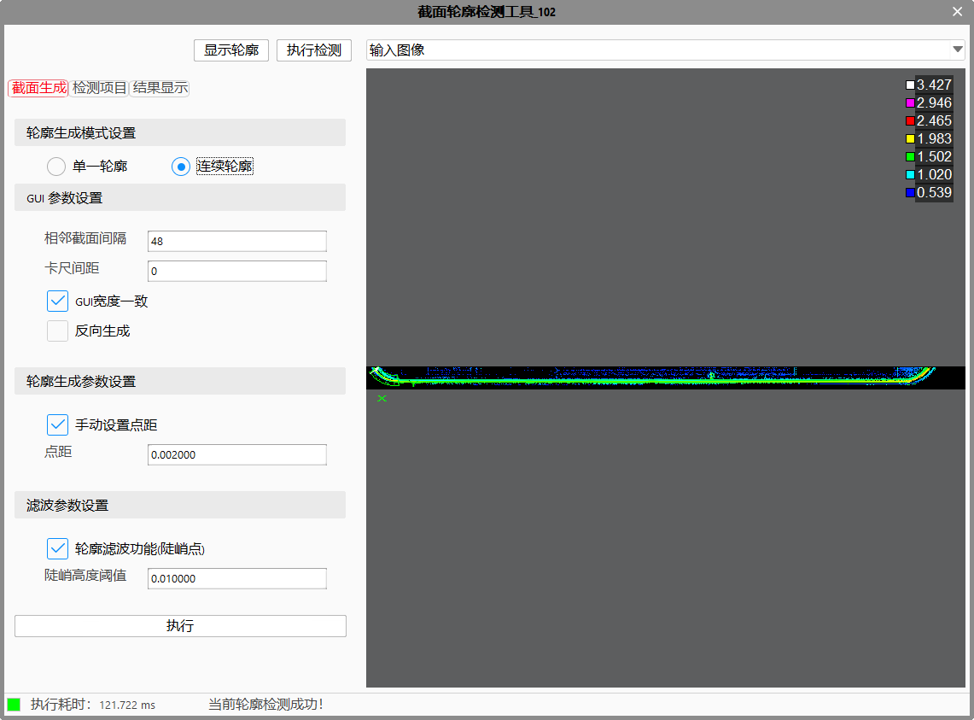 截面轮廓检测工具_102
显示轮廓 执行检测 输入图像
截面生成 检测项目 结果显示
轮廓生成模式设置
单一轮廓 连续轮廓
GUI 参数设置
相邻截面间隔 48
卡尺间距 0
GUI宽度一致
反向生成
轮廓生成参数设置
手动设置点距
点距 0.002000
滤波参数设置
轮廓滤波功能(陡峭点)
陡峭高度阈值 0.010000
执行
3.427
2.946
2.465
1.983
1.502
1.020
0.539
执行耗时: 121.722 ms 当前轮廓检测成功!